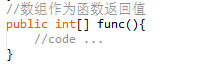 //数组作为函数返回值
public int[] func(){
//code ...
}